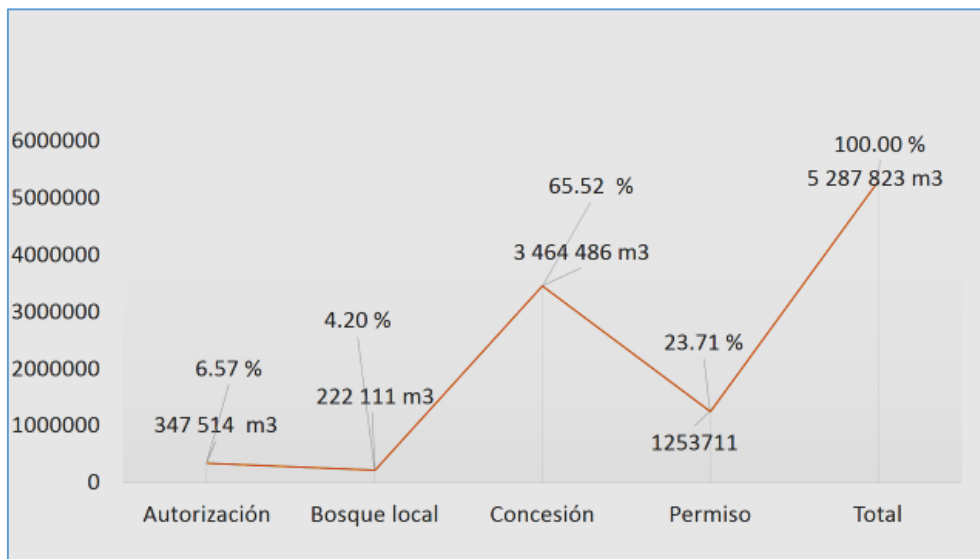 6000000
5000000
4000000
3000000
2000000
1000000
0
6.57 %
347 514 m3
4.20 %
222 111 m3
65.52 %
3 464 486 m3
23.71 %
1253711
100.00 %
5 287 823 m3
Autorización Bosque local Concesión Permiso Total